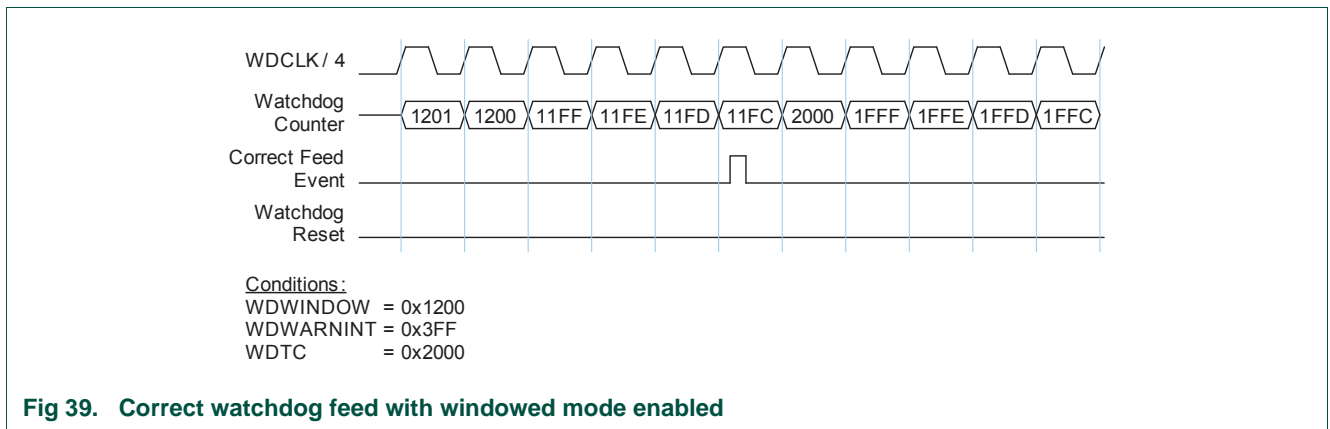 WDCLK / 4
Watchdog
Counter
1201 1200 11FF 11FE 11FD 11FC 2000 1FFF 1FFE 1FFD 1FFC
Correct Feed
Event
Watchdog
Reset
Conditions:
WDWINDOW = 0x1200
WDWARNINT = 0x3FF
WDTC = 0x2000
Fig 39. Correct watchdog feed with windowed mode enabled